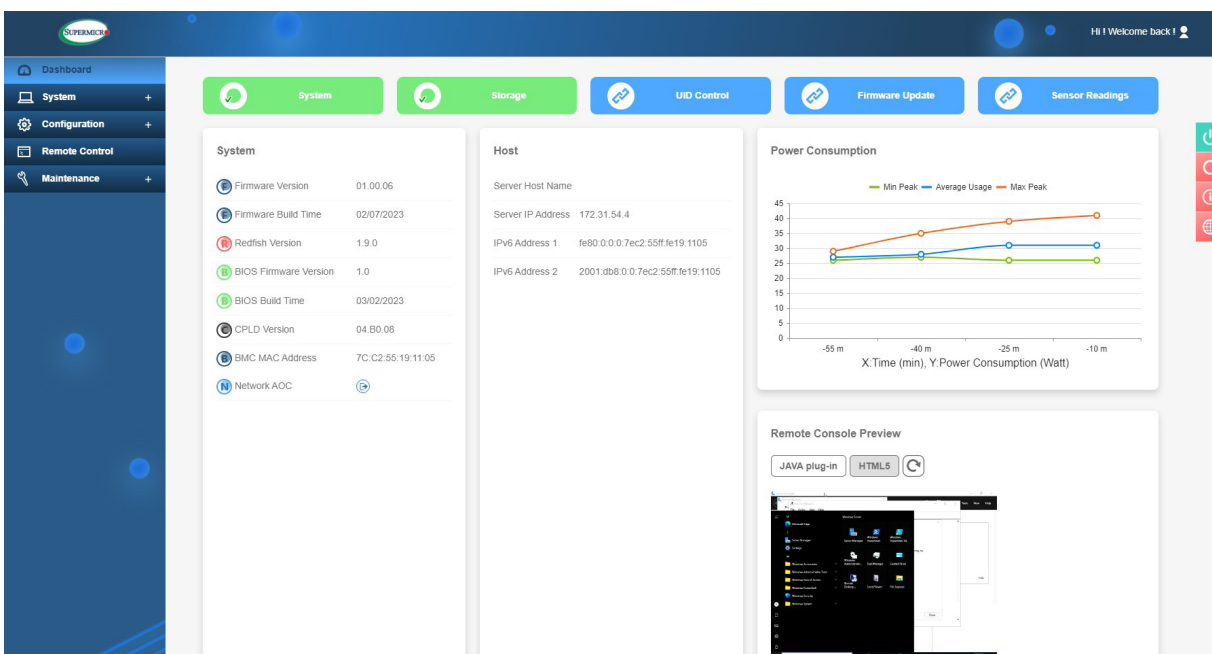 SUPERMICR
Hi ! Welcome back !
Dashboard
System +
Configuration +
Remote Control
Maintenance +
System
Storage
UID Control
Firmware Update
Sensor Readings
System
Firmware Version 01.00.06
Firmware Build Time 02/07/2023
Redfish Version 1.9.0
BIOS Firmware Version 1.0
BIOS Build Time 03/02/2023
CPLD Version 04.B0.08
BMC MAC Address 7C:C2:55:19:11:05
Network AOC
Host
Server Host Name
Server IP Address 172.31.54.4
IPv6 Address 1 fe80:0:0:0:7ec2:55ff:fe19:1105
IPv6 Address 2 2001:db8:0:0:7ec2:55ff:fe19:1105
Power Consumption
Min Peak Average Usage Max Peak
45
40
35
30
25
20
15
10
5
0
-55 m -40 m -25 m -10 m
X:Time (min), Y:Power Consumption (Watt)
Remote Console Preview
JAVA plug-in HTML5